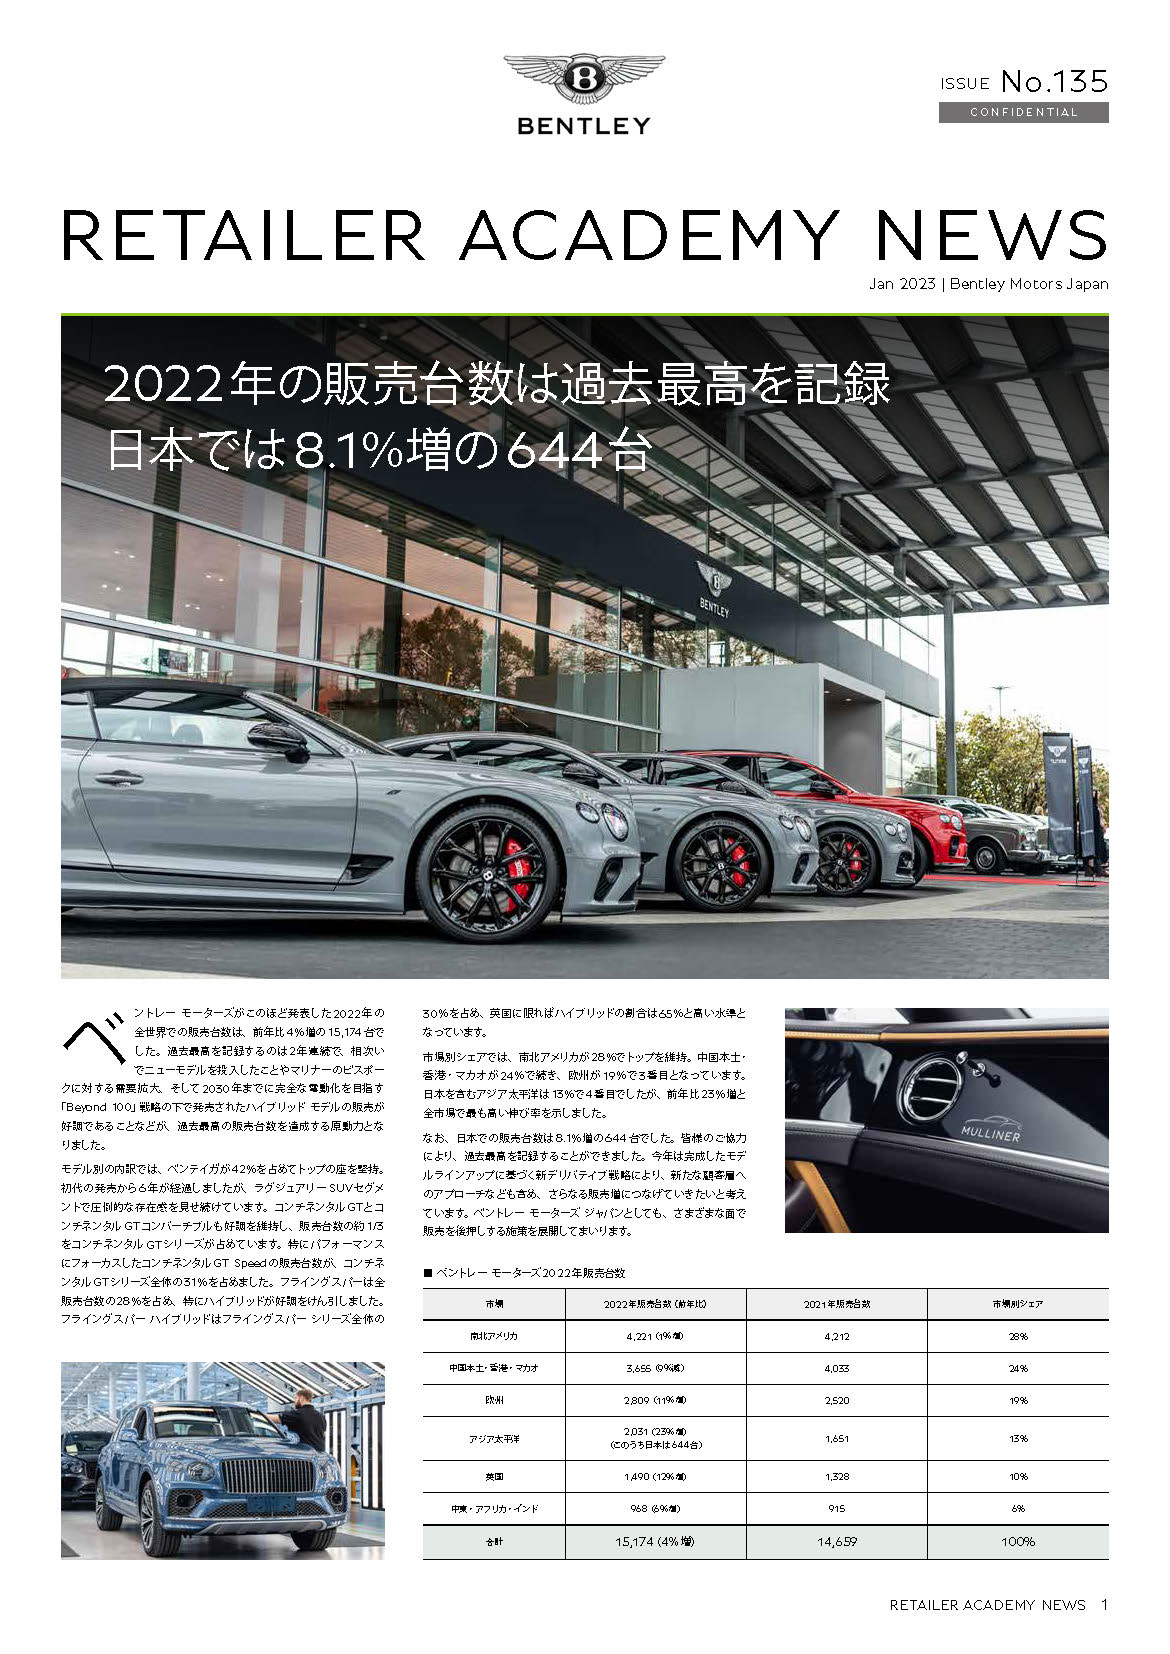 BENTLEY
ISSUE No.135
CONFIDENTIAL
RETAILER ACADEMY NEWS
Jan 2023 | Bentley Motors Japan
2022年の販売台数は過去最高を記録
日本では8.1%増の644台
BENTLEY
ベントレー モーターズがこのほど発表した2022年の
全世界での販売台数は、前年比4%増の15,174台で
した。過去最高を記録するのは2年連続で、相次い
でニューモデルを投入したことやマリナーのビスポー
クに対する需要拡大、そして2030年までに完全な電動化を目指す
「Beyond 100」戦略の下で発売されたハイブリッド モデルの販売が
好調であることなどが、過去最高の販売台数を達成する原動力とな
りました。
モデル別の内訳では、ベンテイガが42%を占めてトップの座を堅持。
初代の発売から6年が経過しましたが、ラグジュアリー SUVセグメ
ントで圧倒的な存在感を見せ続けています。コンチネンタルGTとコ
ンチネンタル GTコンバーチブルも好調を維持し、販売台数の約1/3
をコンチネンタル GTシリーズが占めています。特にパフォーマンス
にフォーカスしたコンチネンタルGT Speedの販売台数が、コンチネ
ンタルGTシリーズ全体の31%を占めました。フライングスパーは全
販売台数の28%を占め、特にハイブリッドが好調をけん引しました。
フライングスパー ハイブリッドはフライングスパー シリーズ全体の
30%を占め、英国に限ればハイブリッドの割合は65%と高い水準と
なっています。
市場別シェアでは、南北アメリカが28%でトップを維持。中国本土・
香港・マカオが24%で続き、欧州が19%で3番目となっています。
日本を含むアジア太平洋は13%で4番目でしたが、前年比23%増と
全市場で最も高い伸び率を示しました。
なお、日本での販売台数は8.1%増の644台でした。皆様のご協力
により、過去最高を記録することができました。今年は完成したモデ
ルラインアップに基づく新デリバティブ戦略により、新たな顧客層へ
のアプローチなども含め、さらなる販売増につなげていきたいと考え
ています。ベントレー モーターズ ジャパンとしても、さまざまな面で
販売を後押しする施策を展開してまいります。
MULLINER
■ ベントレー モーターズ2022年販売台数
市場 2022年販売台数(前年比) 2021年販売台数 市場別シェア
南北アメリカ 4,221(1%増) 4,212 28%
中国本土・香港・マカオ 3,655(9%減) 4,033 24%
欧州 2,809(11%増) 2,520 19%
アジア太平洋 2,031(23%増)
(このうち日本は644台) 1,651 13%
英国 1,490(12%増) 1,328 10%
中東・アフリカ・インド 968(6%増) 915 6%
合計 15,174(4%増) 14,659 100%
RETAILER ACADEMY NEWS 1